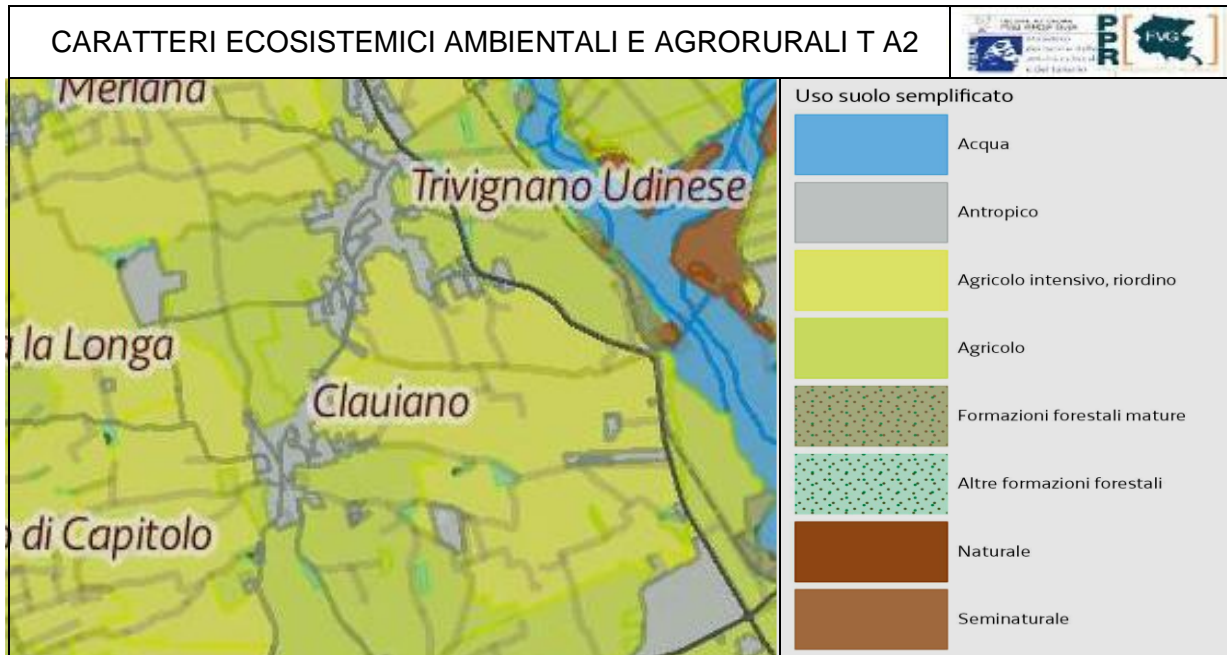 CARATTERI ECOSISTEMICI AMBIENTALI E AGRORURALI T A2
PPR
FVG
Merlana
Trivignano Udinese
a la Longa
Clauiano
o di Capitolo
Uso suolo semplificato
Acqua
Antropico
Agricolo intensivo, riordino
Agricolo
Formazioni forestali mature
Altre formazioni forestali
Naturale
Seminaturale